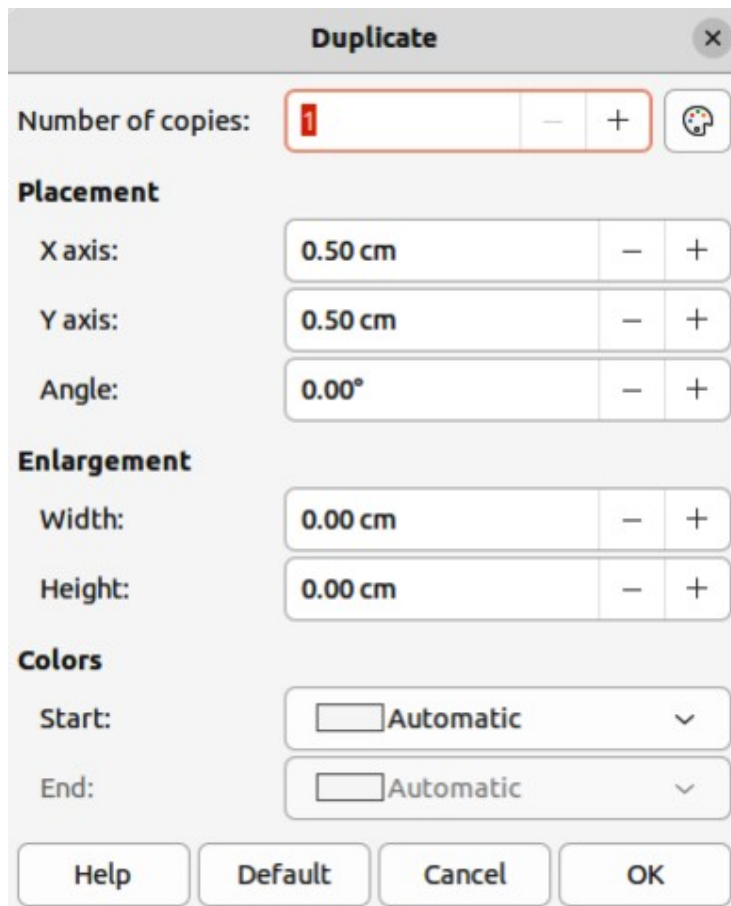 Duplicate
Number of copies: 1
Placement
X axis: 0.50 cm
Y axis: 0.50 cm
Angle: 0.00°
Enlargement
Width: 0.00 cm
Height: 0.00 cm
Colors
Start: Automatic
End: Automatic
Help Default Cancel OK